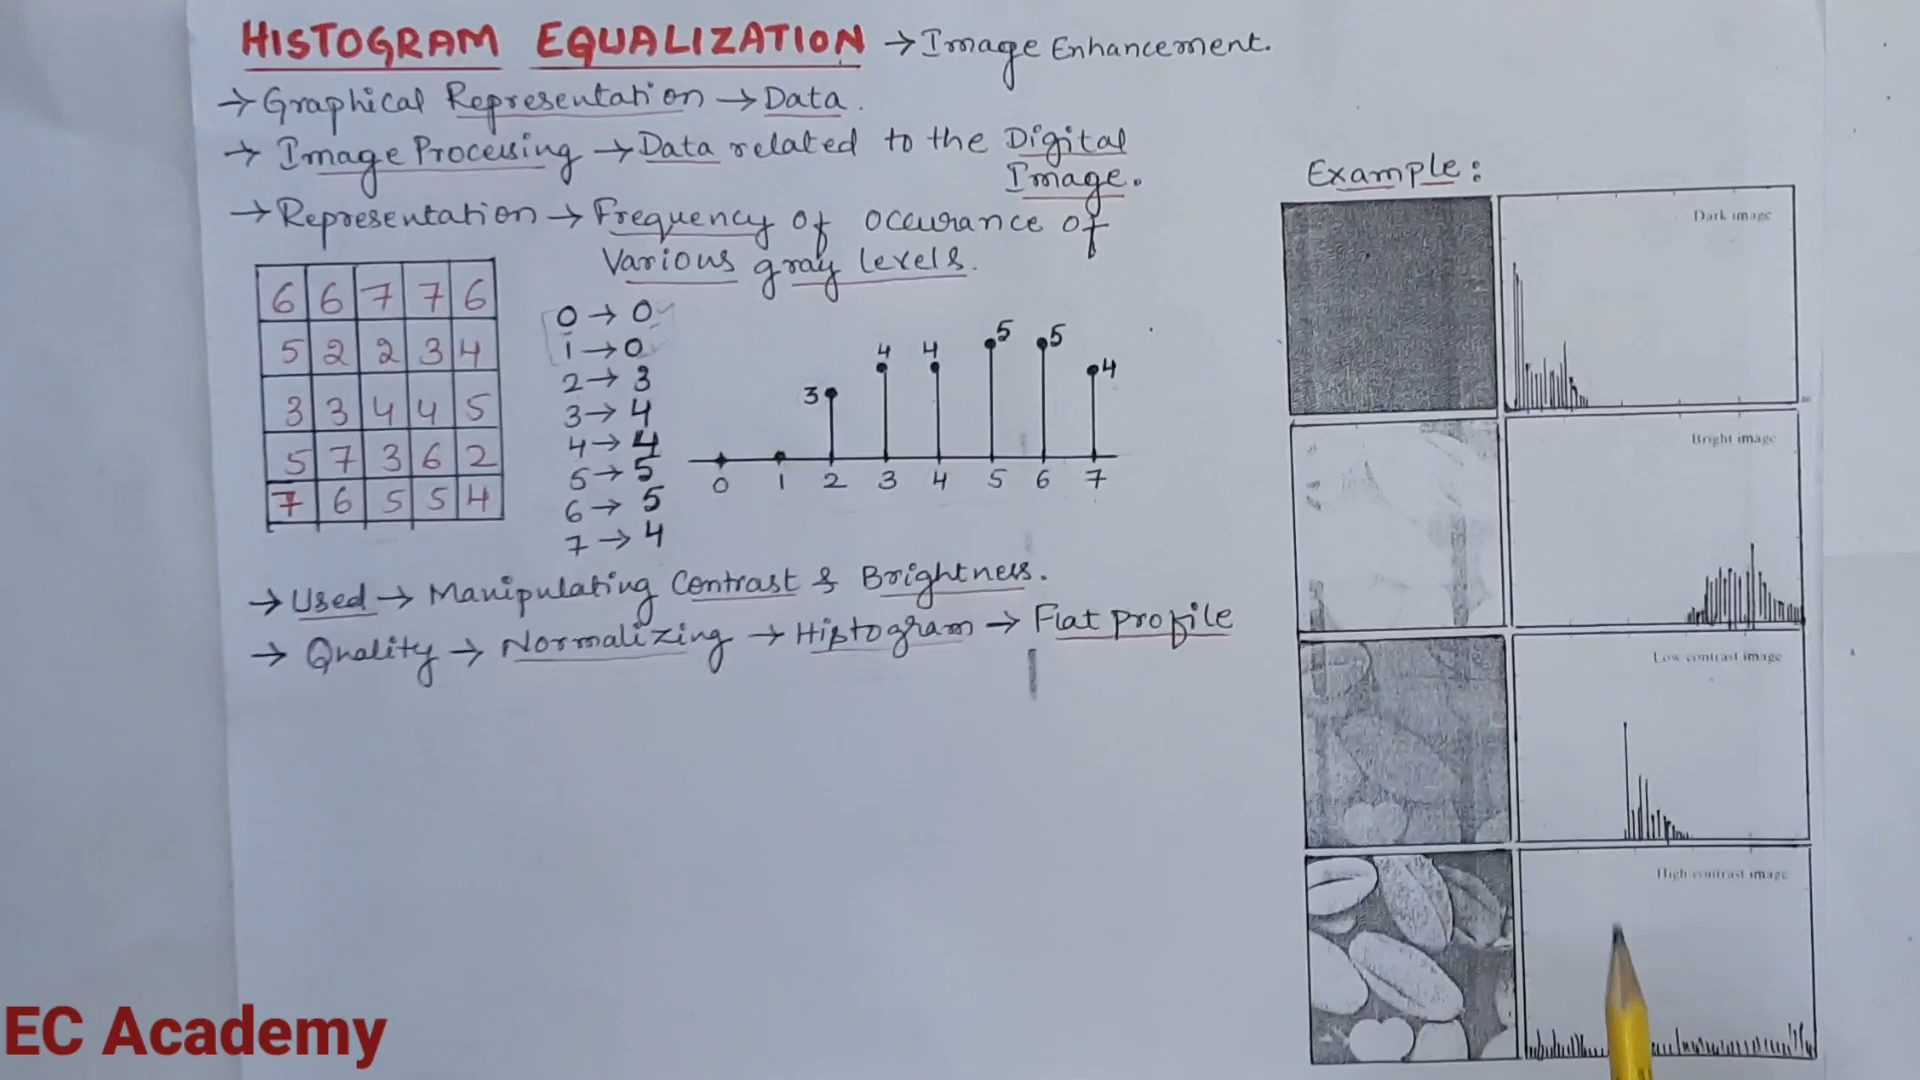 HISTOGRAM EQUALIZATION → Image Enhancement.
→ Graphical Representation → Data.
→ Image Processing → Data related to the Digital
Image.
→ Representation → Frequency of occurance of
Various gray levels.
6 6 7 7 6
5 2 2 3 4
3 3 4 4 5
5 7 3 6 2
7 6 5 5 4
0 → 0
1 → 0
2 → 3
3 → 4
4 → 4
5 → 5
6 → 5
7 → 4
3 4 4 5 5 4
0 1 2 3 4 5 6 7
→ Used → Manipulating Contrast & Brightness.
→ Quality → Normalizing → Histogram → Flat profile
Example:
Dark image
Bright image
Low contrast image
High contrast image
EC Academy